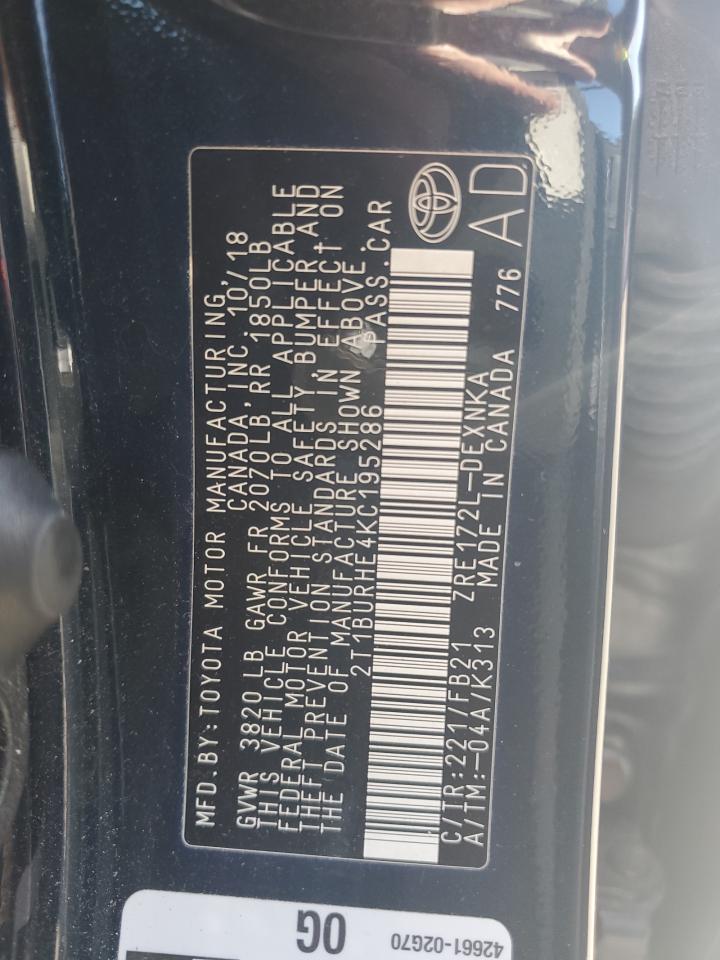 MFD.BY:TOYOTA MOTOR MANUFACTURING,
CANADA, INC. 10/18
GVWR 3820LB GAWR FR 2070LB RR 1850LB
THIS VEHICLE CONFORMS TO ALL APPLICABLE
FEDERAL MOTOR VEHICLE SAFETY, BUMPER, AND
THEFT PREVENTION STANDARDS IN EFFECT ON
THE DATE OF MANUFACTURE SHOWN ABOVE.
2T1BURHE4KC195286 PASS.CAR
C/TR:221/FB21 ZRE172L-DEXNKA
A/TM:-04A/K313 MADE IN CANADA 776
AD
0G
42661-02G70